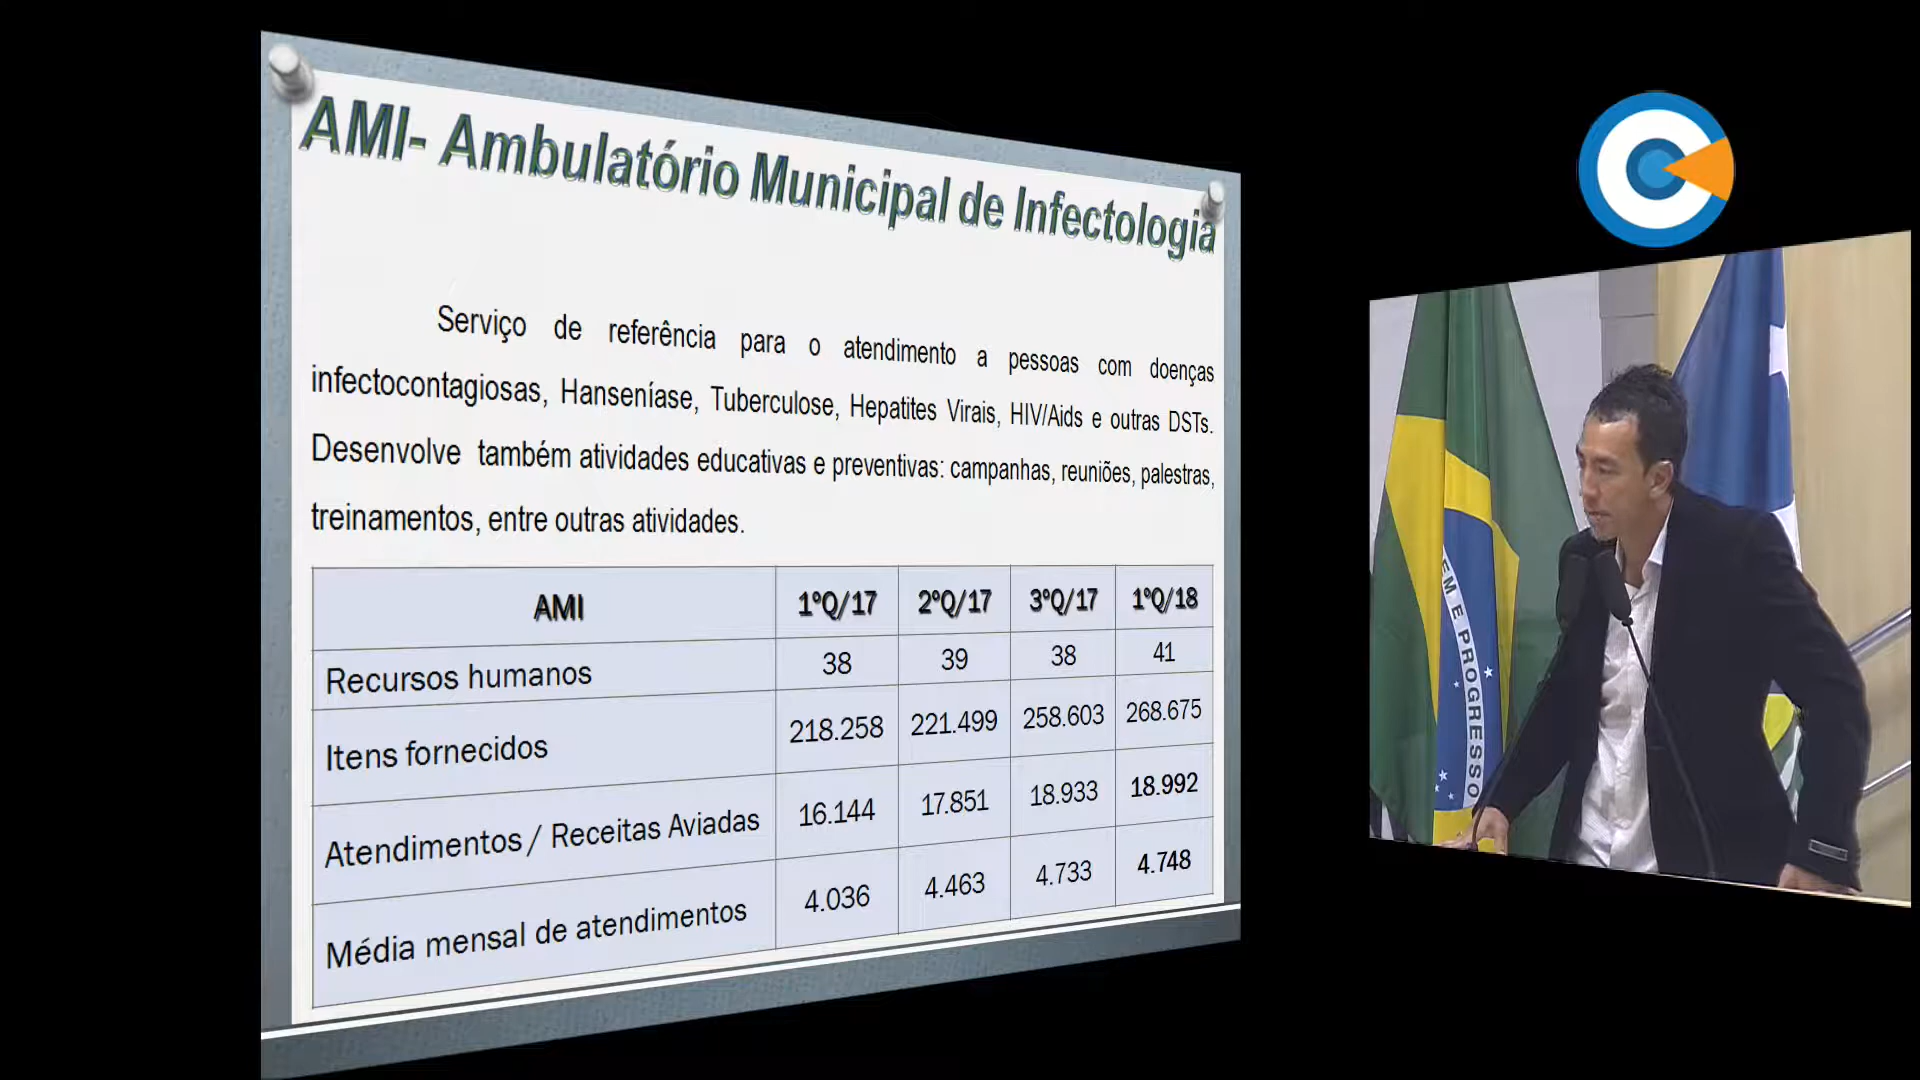 AMI- Ambulatório Municipal de Infectologia
Serviço de referência para o atendimento a pessoas com doenças
infectocontagiosas, Hanseníase, Tuberculose, Hepatites Virais, HIV/Aids e outras DSTs.
Desenvolve também atividades educativas e preventivas: campanhas, reuniões, palestras,
treinamentos, entre outras atividades.
AMI 1ºQ/17 2ºQ/17 3ºQ/17 1ºQ/18
Recursos humanos 38 39 38 41
Itens fornecidos 218.258 221.499 258.603 268.675
Atendimentos / Receitas Aviadas 16.144 17.851 18.933 18.992
Média mensal de atendimentos 4.036 4.463 4.733 4.748
EM E PROGRESSO